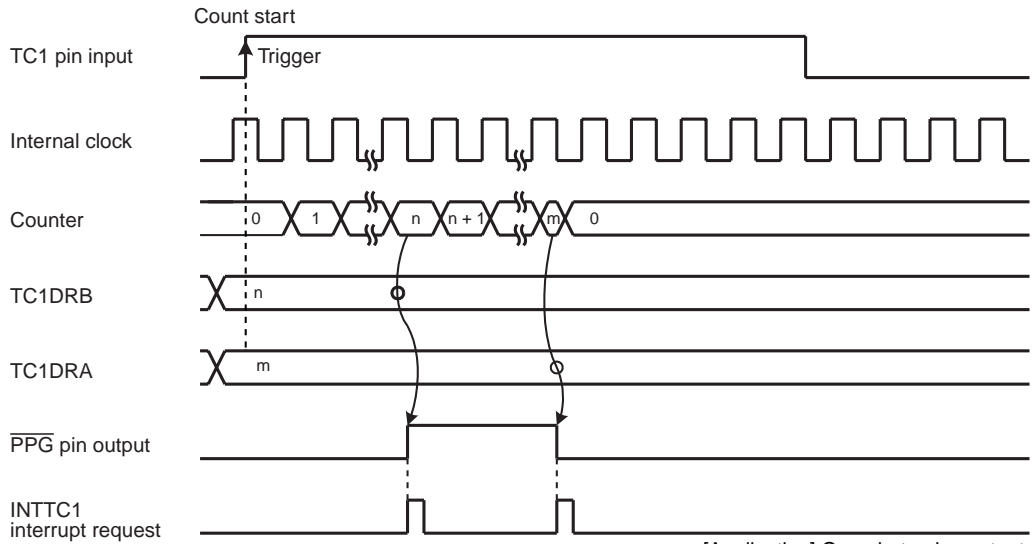 Count start
TC1 pin input
Trigger
Internal clock
Counter
0 1 n n + 1 m 0
TC1DRB
n
TC1DRA
m
PPG pin output
INTTC1
interrupt request